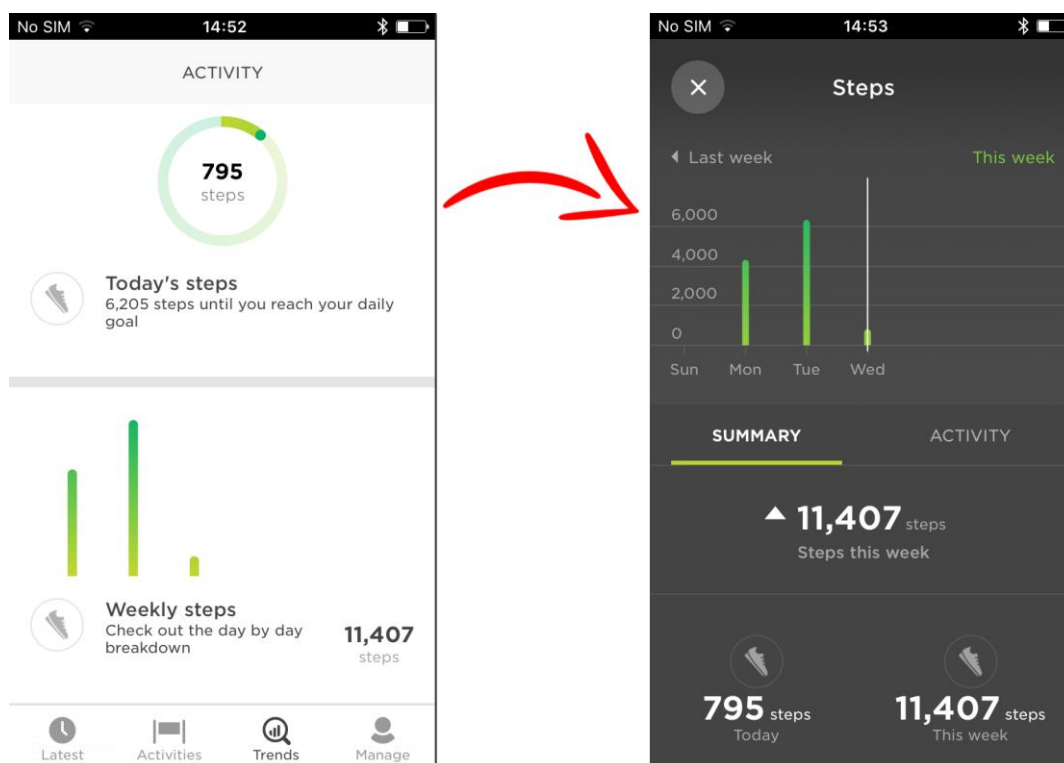 No SIM 14:52
ACTIVITY
795
steps
Today's steps
6,205 steps until you reach your daily
goal
Weekly steps
Check out the day by day
breakdown
11,407
steps
Latest Activities Trends Manage
No SIM 14:53
Steps
Last week This week
6,000
4,000
2,000
0
Sun Mon Tue Wed
SUMMARY ACTIVITY
11,407 steps
Steps this week
795 steps 11,407 steps
Today This week